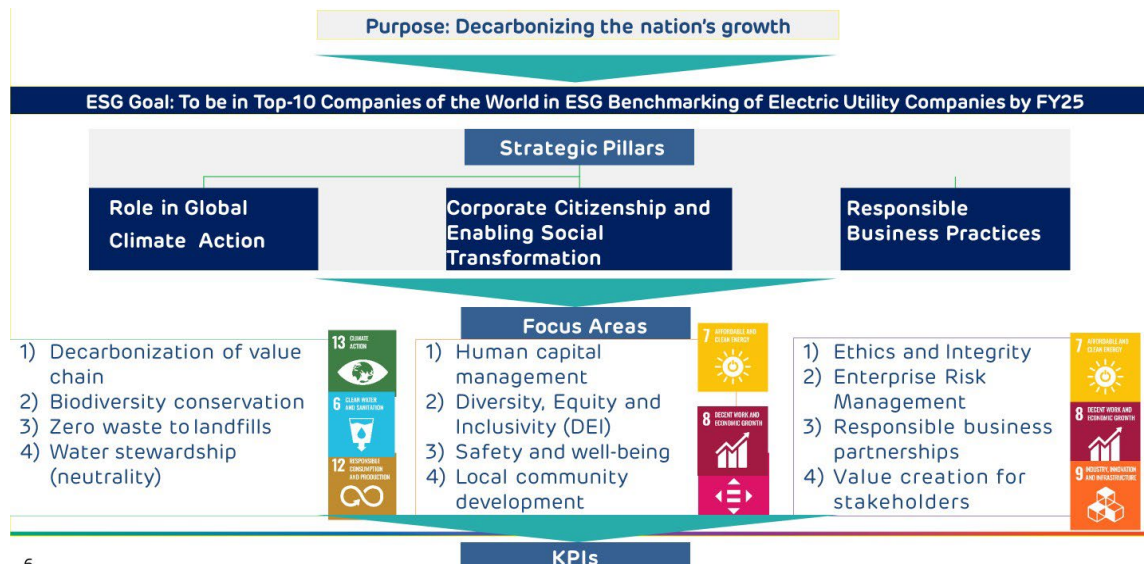 Purpose: Decarbonizing the nation's growth
ESG Goal: To be in Top-10 Companies of the World in ESG Benchmarking of Electric Utility Companies by FY25
Strategic Pillars
Role in Global
Climate Action
Corporate Citizenship and
Enabling Social
Transformation
Responsible
Business Practices
Focus Areas
1) Decarbonization of value
chain
2) Biodiversity conservation
3) Zero waste to landfills
4) Water stewardship
(neutrality)
13 CLIMATE
ACTION
6 CLEAN WATER
AND SANITATION
12 RESPONSIBLE
CONSUMPTION
AND PRODUCTION
1) Human capital
management
2) Diversity, Equity and
Inclusivity (DEI)
3) Safety and well-being
4) Local community
development
7 AFFORDABLE AND
CLEAN ENERGY
8 DECENT WORK AND
ECONOMIC GROWTH
1) Ethics and Integrity
2) Enterprise Risk
Management
3) Responsible business
partnerships
4) Value creation for
stakeholders
7 AFFORDABLE AND
CLEAN ENERGY
8 DECENT WORK AND
ECONOMIC GROWTH
9 INDUSTRY, INNOVATION
AND INFRASTRUCTURE
KPIs
6